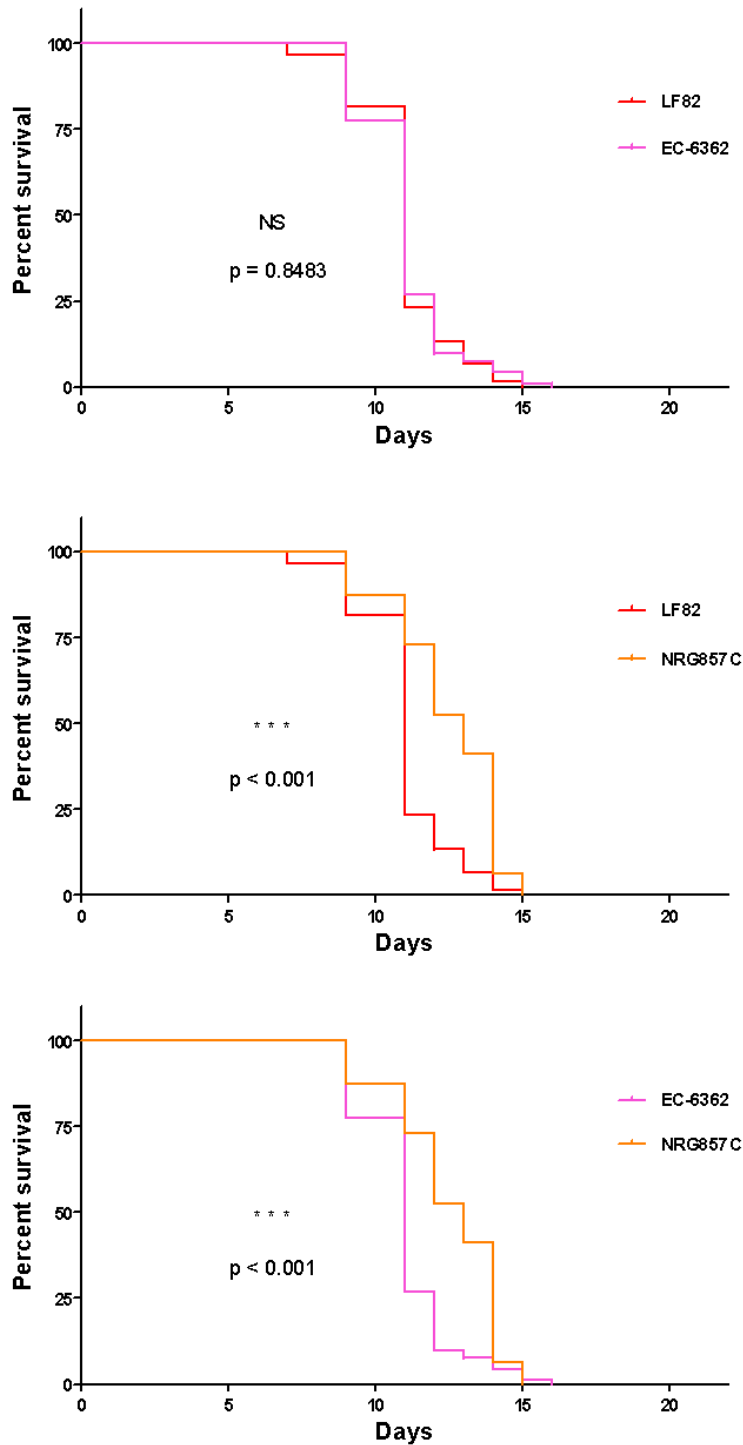 100
75
50
25
0
Percent survival
LF82
EC-6362
NS
p = 0.8483
0 5 10 15 20
Days
100
75
50
25
0
Percent survival
LF82
NRG857C
* * *
p < 0.001
0 5 10 15 20
Days
100
75
50
25
0
Percent survival
EC-6362
NRG857C
* * *
p < 0.001
0 5 10 15 20
Days